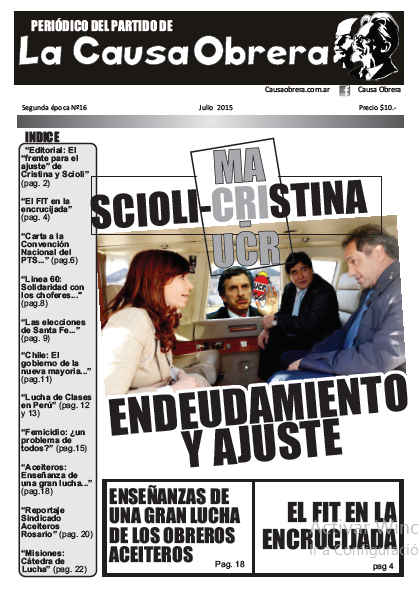 PERIÓDICO DEL PARTIDO DE
La Causa Obrera
Causaobrera.com.ar
Causa Obrera
Segunda época Nº16
Julio 2015
Precio $10.-
INDICE
"Editorial: El
"frente para el
ajuste" de
Cristina y Scioli"
(pag. 2)
"El FIT en la
encrucijada"
(pag. 4)
"Carta a la
Convención
Nacional del
PTS..." (pag.6)
"Línea 60:
Solidaridad con
los choferes..."
(pag.8)
"Las elecciones
de Santa Fe..."
(pag. 9)
"Chile: El
gobierno de la
nueva mayoría..."
(pag.11)
"Lucha de Clases
en Perú" (pag. 12
y 13)
"Femicidio: ¿un
problema de
todos?" (pag.15)
"Aceiteros:
Enseñanza de
una gran lucha..."
(pag.18)
"Reportaje
Sindicado
Aceiteros
Rosario" (pag. 20)
"Misiones:
Cátedra de
Lucha" (pag. 22)
MA
SCIOLI-CRISTINA
UCR
UCR
ENDEUDAMIENTO
Y AJUSTE
ENSEÑANZAS DE
UNA GRAN LUCHA
DE LOS OBREROS
ACEITEROS
Pag. 18
EL FIT EN LA
ENCRUCIJADA
pag 4
Activar Winc
Ir a Configuració